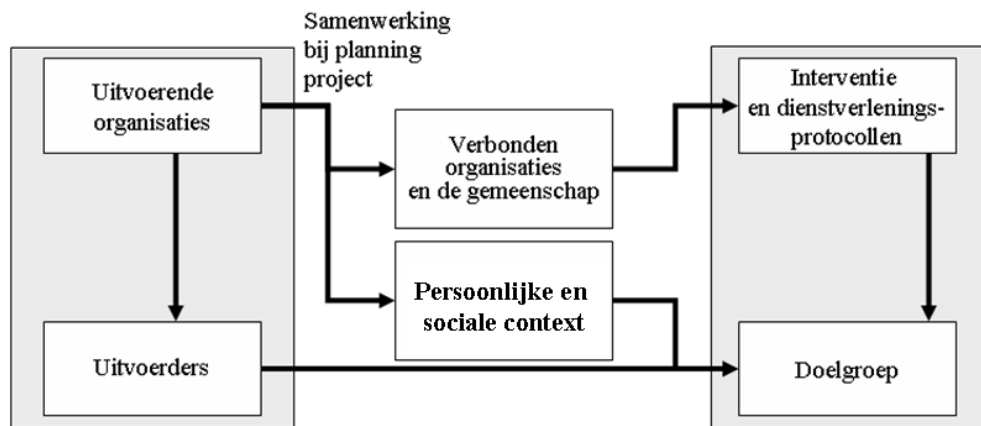 Samenwerking
bij planning
project
Uitvoerende
organisaties
Verbonden
organisaties
en de gemeenschap
Interventie
en dienstverlenings-
protocollen
Persoonlijke en
sociale context
Uitvoerders
Doelgroep